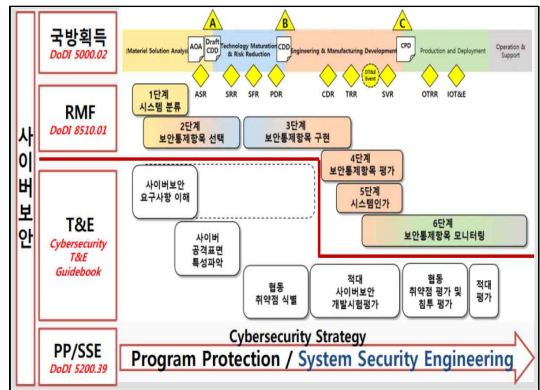 국방획득
DoDI 5000.02
A
B
C
(Materiel Solution Analysis
AOA
Draft
CDD
Technology Maturation
& Risk Reduction
CDD
Engineering & Manufacturing Development)
CPD
Production and Deployment
Operation &
Support
ASR
SRR
SFR
PDR
CDR
TRR
DT&E
Event
SVR
OTRR
IOT&E
사이버보안
RMF
DoDI 8510.01
1단계
시스템 분류
2단계
보안통제항목 선택
3단계
보안통제항목 구현
4단계
보안통제항목 평가
5단계
시스템인가
6단계
보안통제항목 모니터링
T&E
Cybersecurity
T&E
Guidebook
사이버보안
요구사항 이해
사이버
공격표면
특성파악
협동
취약점 식별
적대
사이버보안
개발시험평가
협동
취약점 평가 및
침투 평가
적대
평가
PP/SSE
DoDI 5200.39
Cybersecurity Strategy
Program Protection / System Security Engineering